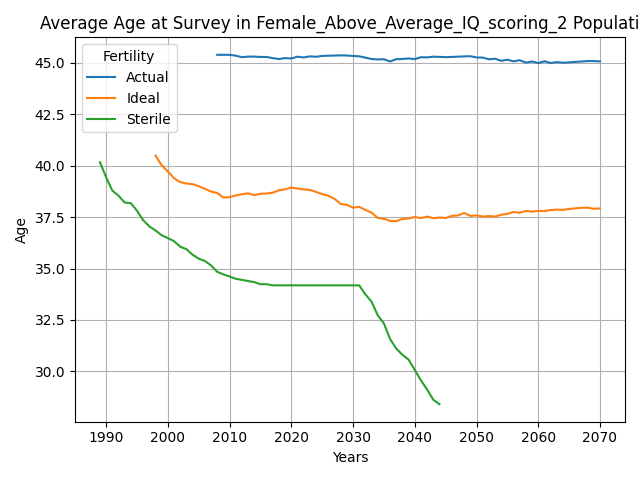 Average Age at Survey in Female_Above_Average_IQ_scoring_2 Populati
Fertility
Actual
Ideal
Sterile
45.0
42.5
40.0
37.5
35.0
32.5
30.0
Age
1990 2000 2010 2020 2030 2040 2050 2060 2070
Years